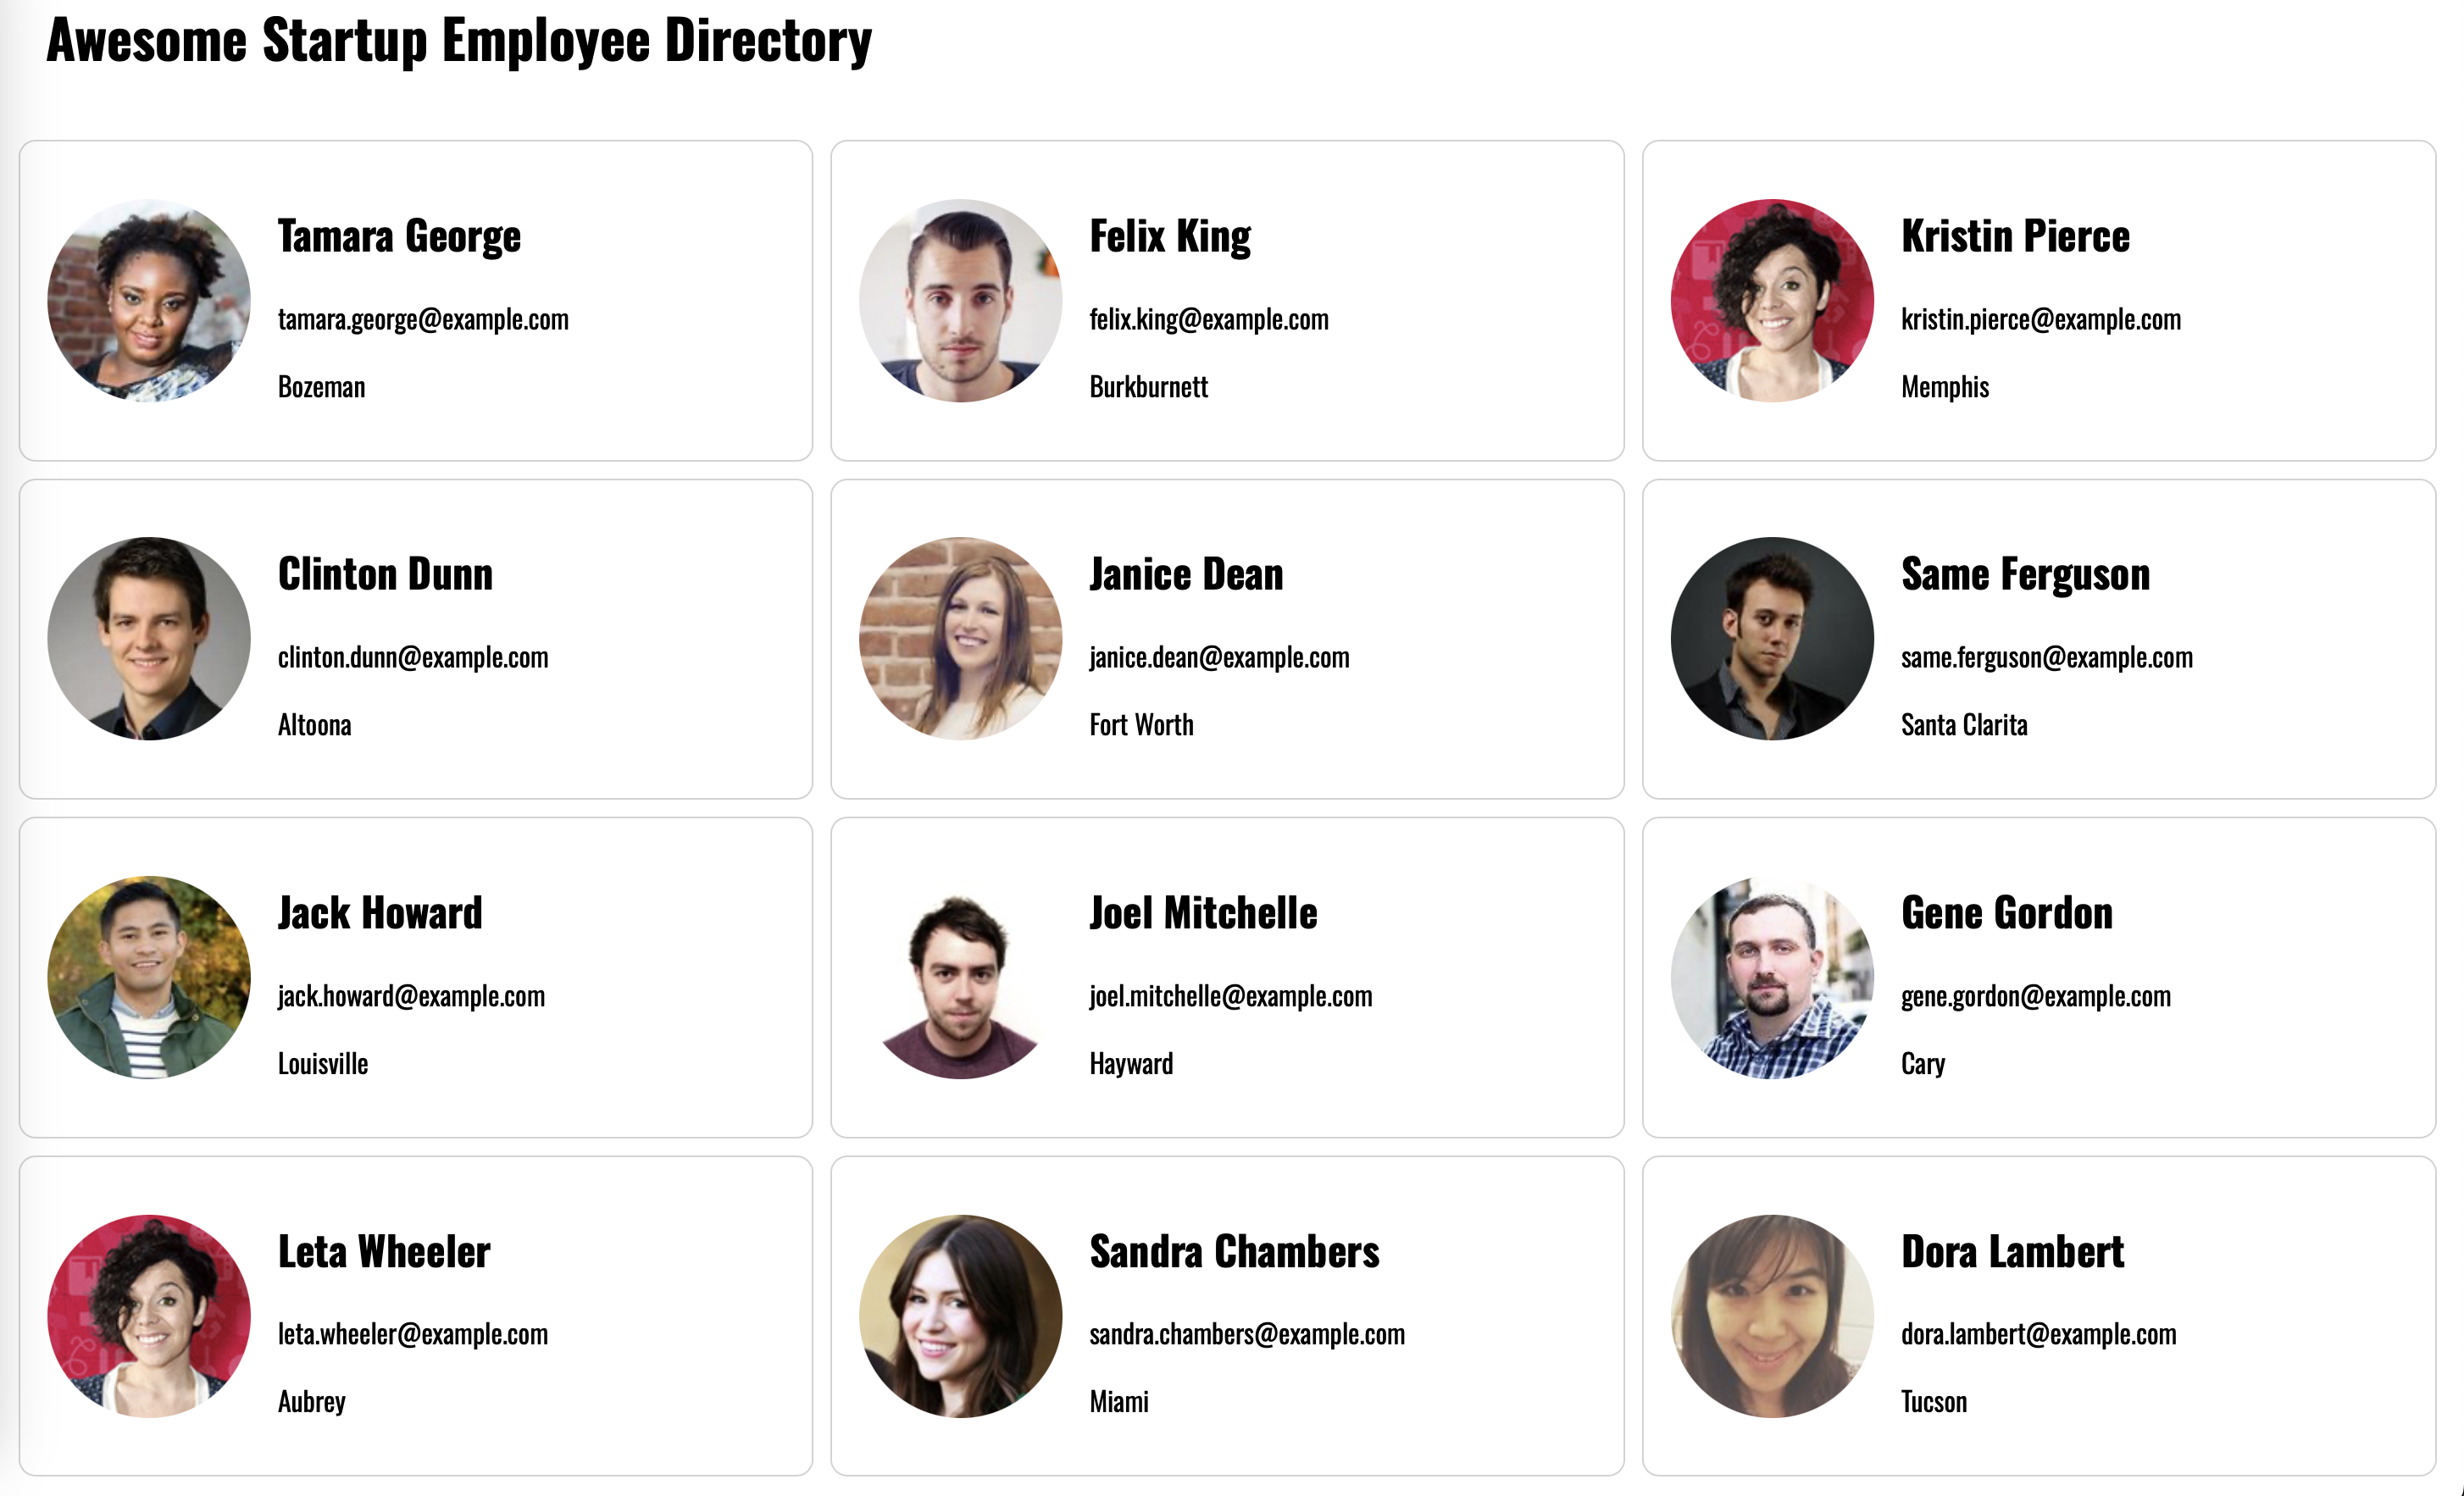 Awesome Startup Employee Directory
Tamara George
tamara.george@example.com
Bozeman
Felix King
felix.king@example.com
Burkburnett
Kristin Pierce
kristin.pierce@example.com
Memphis
Clinton Dunn
clinton.dunn@example.com
Altoona
Janice Dean
janice.dean@example.com
Fort Worth
Same Ferguson
same.ferguson@example.com
Santa Clarita
Jack Howard
jack.howard@example.com
Louisville
Joel Mitchelle
joel.mitchelle@example.com
Hayward
Gene Gordon
gene.gordon@example.com
Cary
Leta Wheeler
leta.wheeler@example.com
Aubrey
Sandra Chambers
sandra.chambers@example.com
Miami
Dora Lambert
dora.lambert@example.com
Tucson